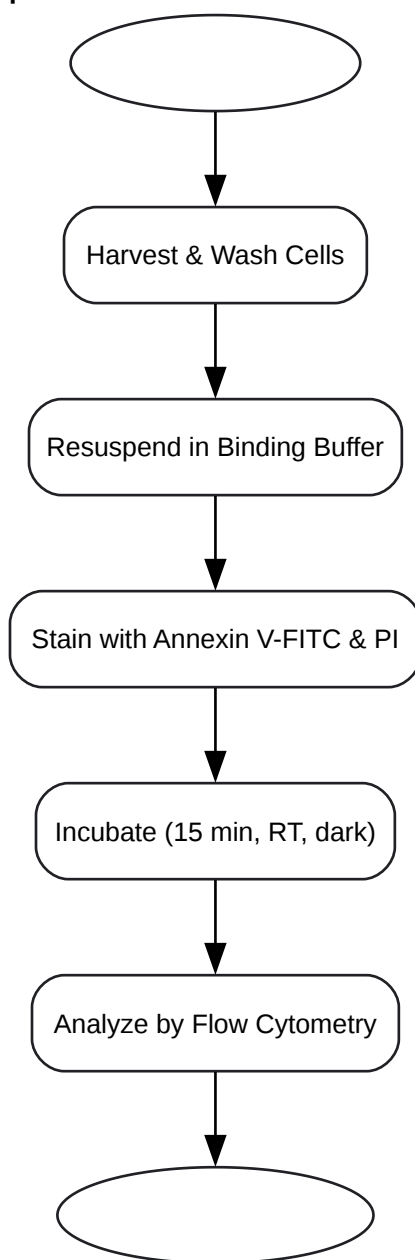 Harvest & Wash Cells
Resuspend in Binding Buffer
Stain with Annexin V-FITC & PI
Incubate (15 min, RT, dark)
Analyze by Flow Cytometry